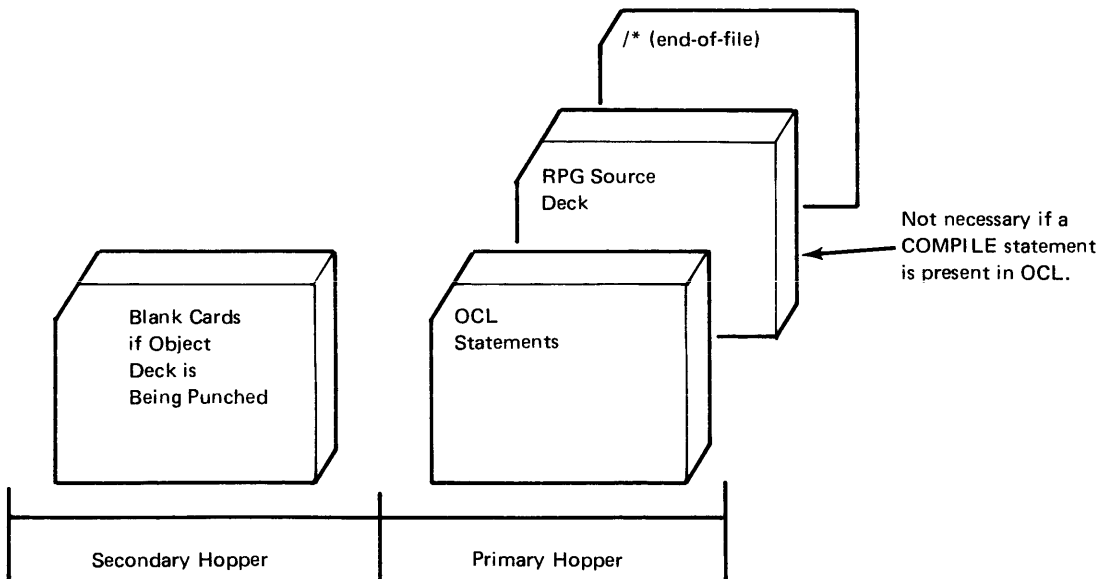 /* (end-of-file)
RPG Source
Deck
Not necessary if a
COMPILE statement
is present in OCL.
Blank Cards
if Object
Deck is
Being Punched
OCL
Statements
Secondary Hopper
Primary Hopper